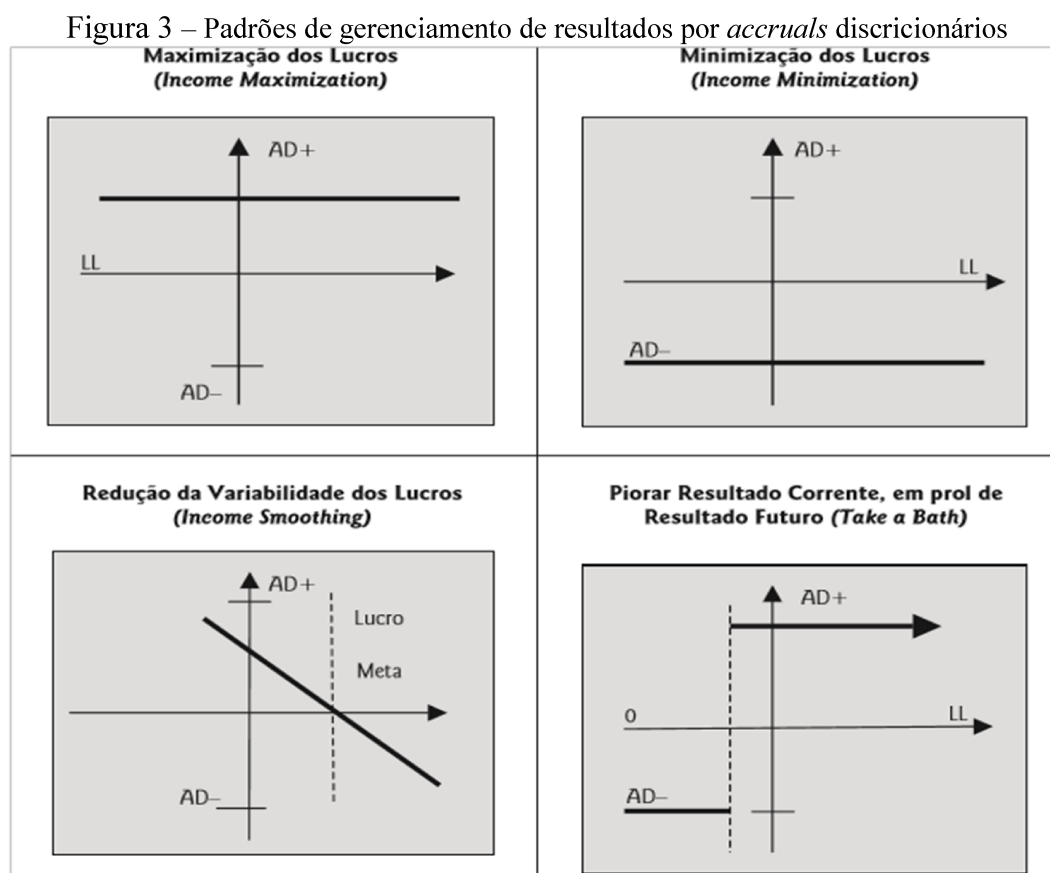 Figura 3 – Padrões de gerenciamento de resultados por accruals discricionários
Maximização dos Lucros
(Income Maximization)
AD+
LL
AD–
Minimização dos Lucros
(Income Minimization)
AD+
LL
AD–
Redução da Variabilidade dos Lucros
(Income Smoothing)
AD+
Lucro
Meta
AD–
Piorar Resultado Corrente, em prol de
Resultado Futuro (Take a Bath)
AD+
0
LL
AD–